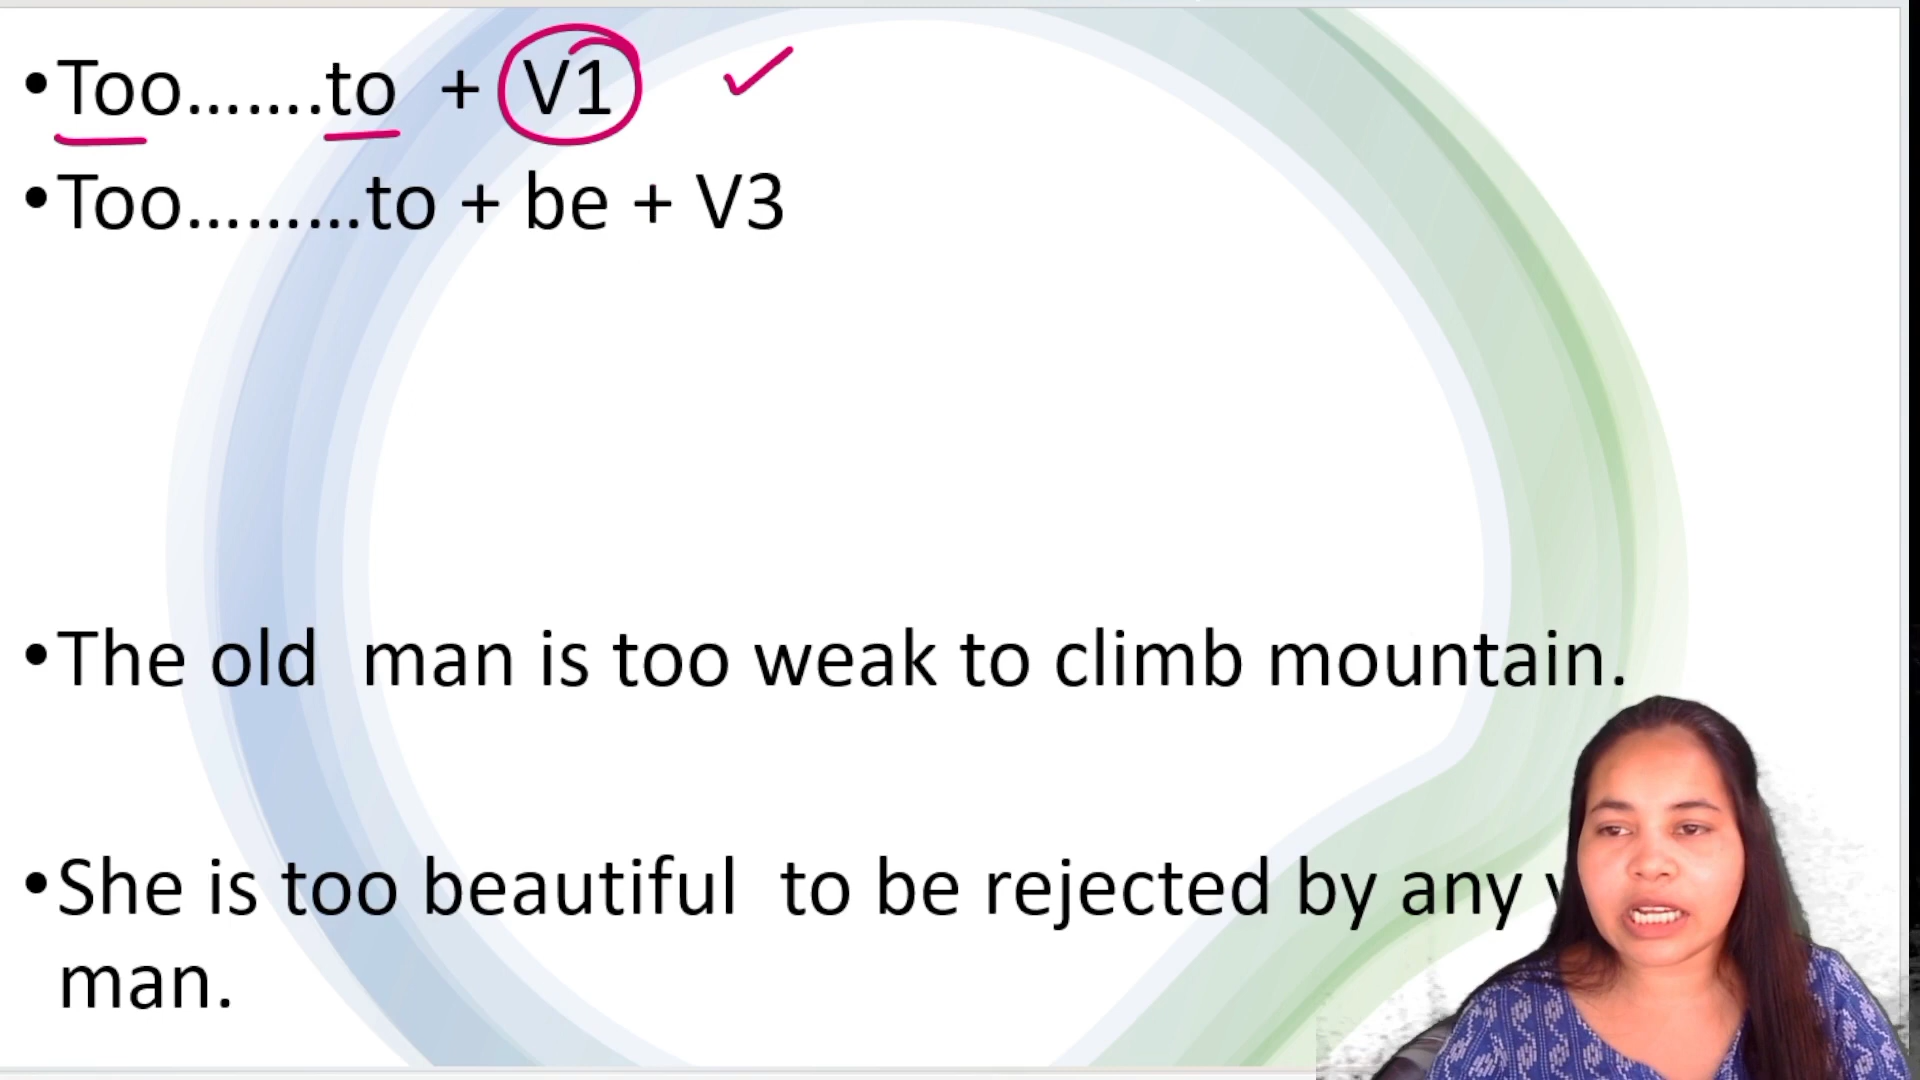 •Too.......to + V1
•Too.........to + be + V3
•The old man is too weak to climb mountain.
•She is too beautiful to be rejected by any
man.